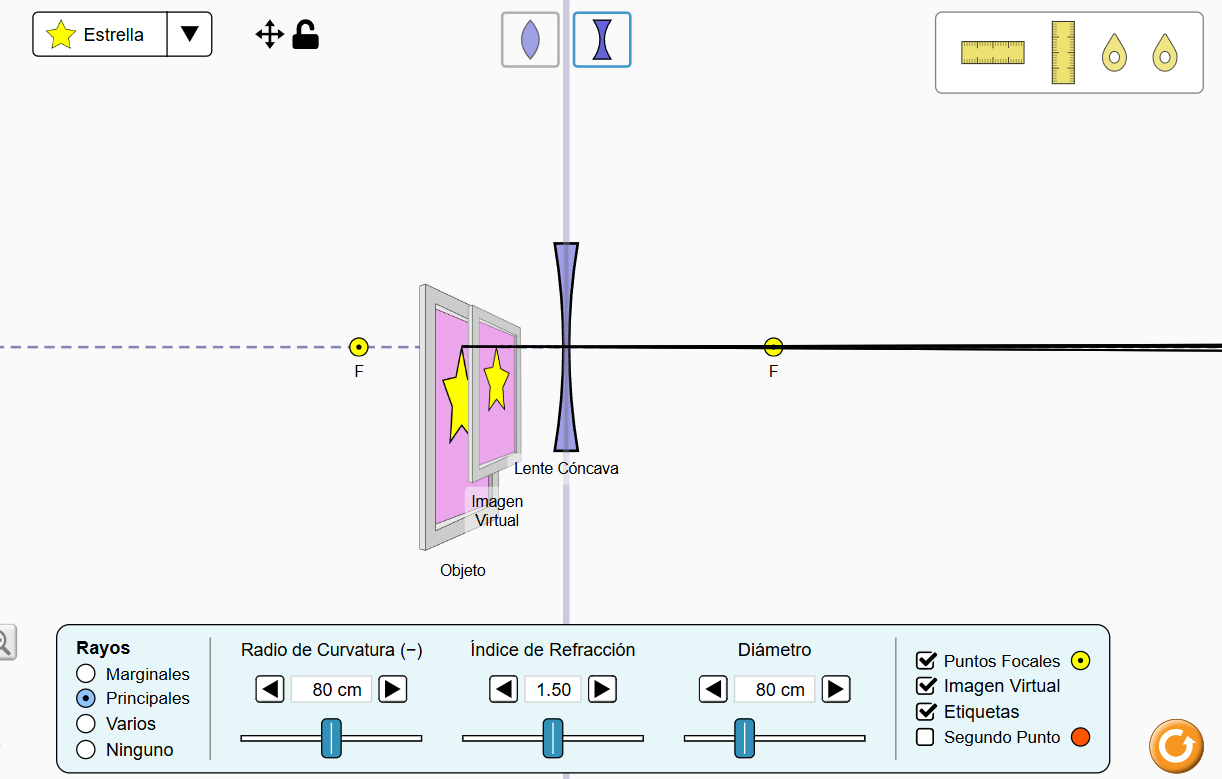 Estrella
F
F
Lente Cóncava
Imagen
Virtual
Objeto
Rayos
Marginales
Principales
Varios
Ninguno
Radio de Curvatura (−)
80 cm
Índice de Refracción
1.50
Diámetro
80 cm
Puntos Focales
Imagen Virtual
Etiquetas
Segundo Punto